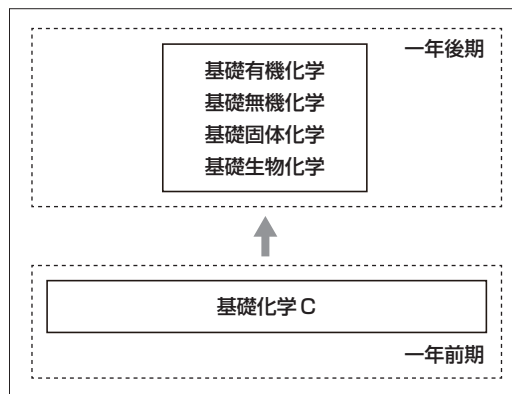 一年後期
基礎有機化学
基礎無機化学
基礎固体化学
基礎生物化学
基礎化学C
一年前期